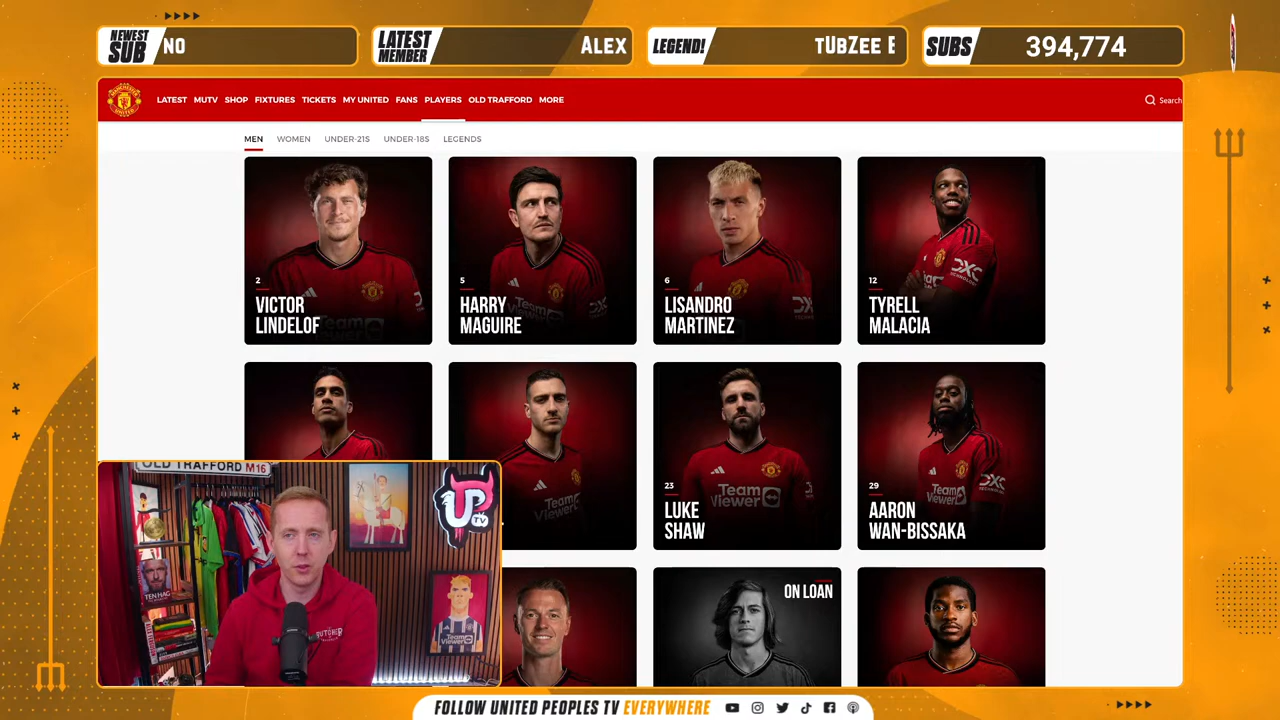 NEWEST
SUB
NO
LATEST
MEMBER
ALEX
LEGEND!
TUBZEE
SUBS
394,774
LATEST MUTV SHOP FIXTURES TICKETS MY UNITED FANS PLAYERS OLD TRAFFORD MORE
Search
MEN WOMEN UNDER-21S UNDER-18S LEGENDS
2
VICTOR
LINDELOF
5
HARRY
MAGUIRE
6
LISANDRO
MARTINEZ
12
TYRELL
MALACIA
23
LUKE
SHAW
29
AARON
WAN-BISSAKA
ON LOAN
OLD TRAFFORD M16
UP
TV
TEN HAG
TeamViewer
FOLLOW UNITED PEOPLES TV EVERYWHERE